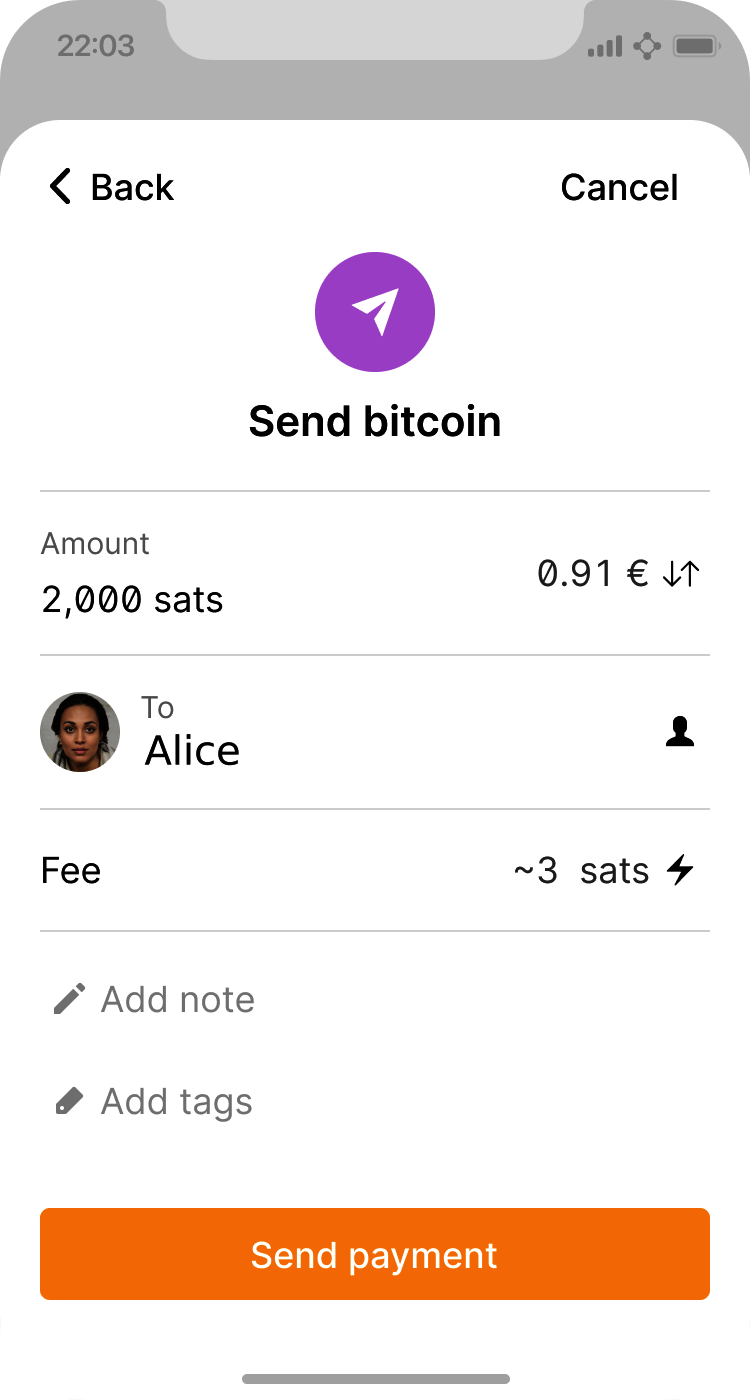 22:03
Back
Cancel
Send bitcoin
Amount
2,000 sats
0.91 €
To
Alice
Fee
~3 sats
Add note
Add tags
Send payment